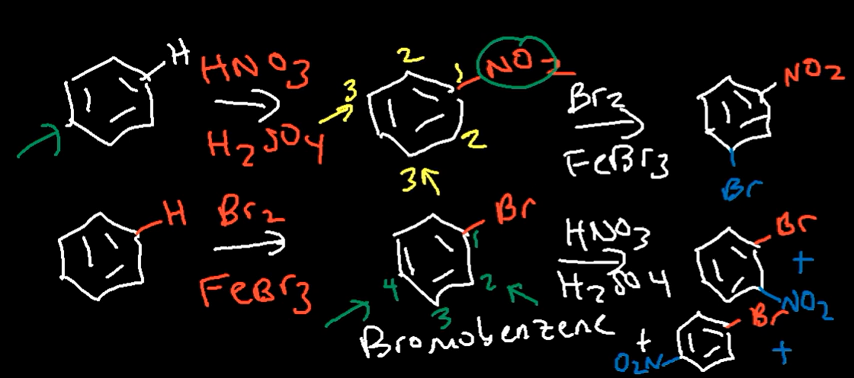 H HNO3 2 1 NO2 NO2
3 Br2
H2SO4 2 FeBr3
3 Br
H Br2 Br HNO3 Br
FeBr3 4 1 2 H2SO4 + NO2
3
Bromobenzene + Br +
O2N